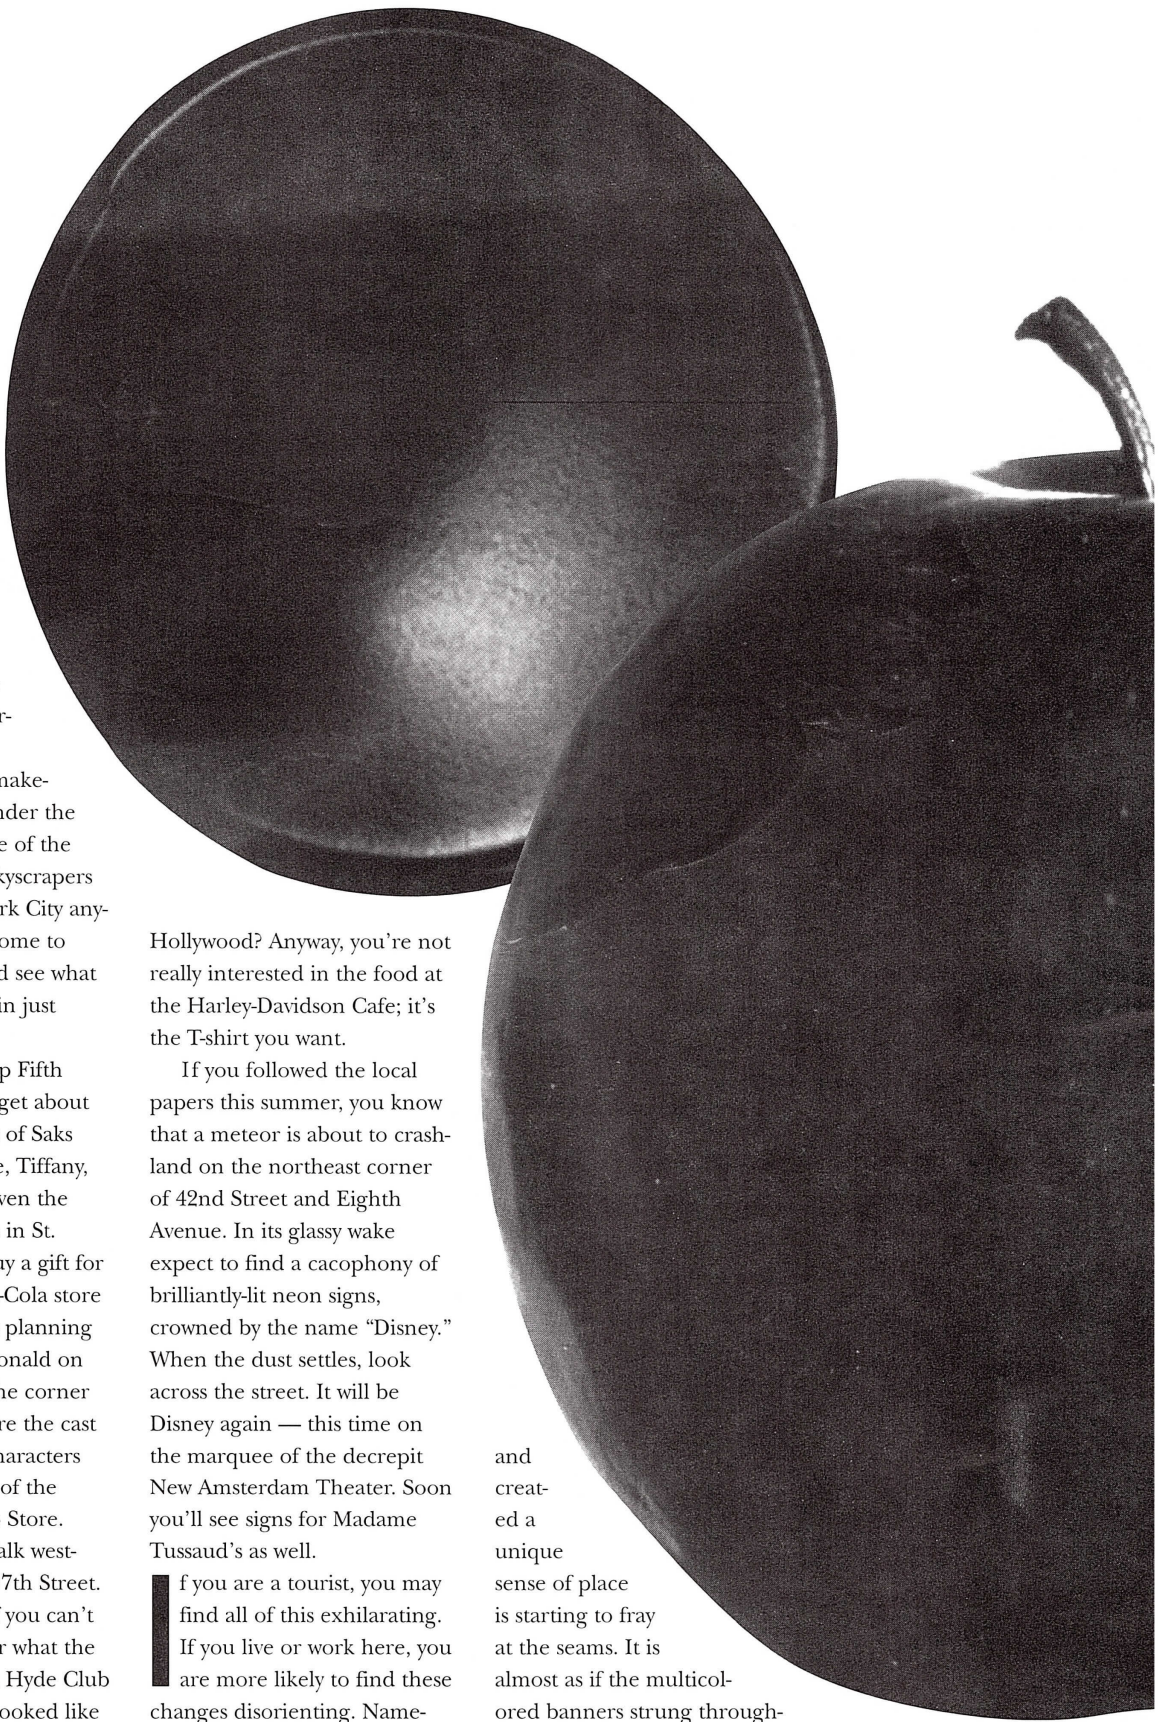 r-
make-
nder the
e of the
kyscrapers
rk City any-
ome to
d see what
in just
p Fifth
get about
of Saks
e, Tiffany,
ven the
in St.
uy a gift for
-Cola store
planning
onald on
he corner
re the cast
haracters
of the
Store.
alk west-
7th Street.
f you can't
r what the
Hyde Club
ooked like
Hollywood? Anyway, you're not
really interested in the food at
the Harley-Davidson Cafe; it's
the T-shirt you want.
If you followed the local
papers this summer, you know
that a meteor is about to crash-
land on the northeast corner
of 42nd Street and Eighth
Avenue. In its glassy wake
expect to find a cacophony of
brilliantly-lit neon signs,
crowned by the name “Disney.”
When the dust settles, look
across the street. It will be
Disney again — this time on
the marquee of the decrepit
New Amsterdam Theater. Soon
you'll see signs for Madame
Tussaud's as well.
If you are a tourist, you may
find all of this exhilarating.
If you live or work here, you
are more likely to find these
changes disorienting. Name-
and
creat-
ed a
unique
sense of place
is starting to fray
at the seams. It is
almost as if the multicol-
ored banners strung through-